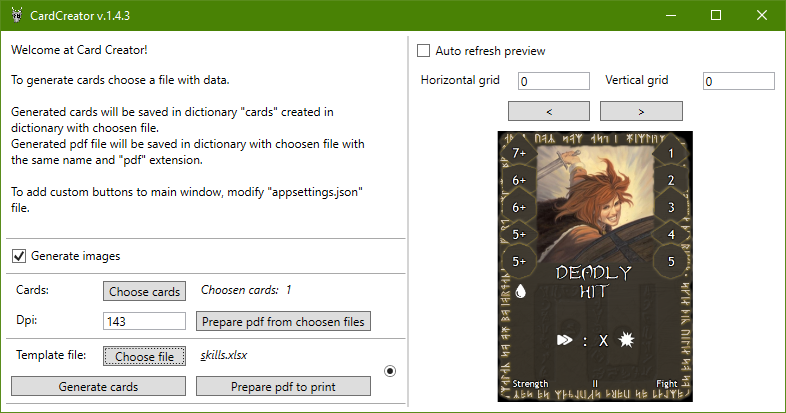 CardCreator v.1.4.3
Welcome at Card Creator!
To generate cards choose a file with data.
Generated cards will be saved in dictionary "cards" created in
dictionary with choosen file.
Generated pdf file will be saved in dictionary with choosen file with
the same name and "pdf" extension.
To add custom buttons to main window, modify "appsettings.json"
file.
Generate images
Cards:
Choose cards
Choosen cards: 1
Dpi:
143
Prepare pdf from choosen files
Template file:
Choose file
skills.xlsx
Generate cards
Prepare pdf to print
Auto refresh preview
Horizontal grid
0
Vertical grid
0
<
>
7+
1
6+
2
6+
3
5+
4
5+
5
DEADLY
HIT
: X
Strength
II
Fight